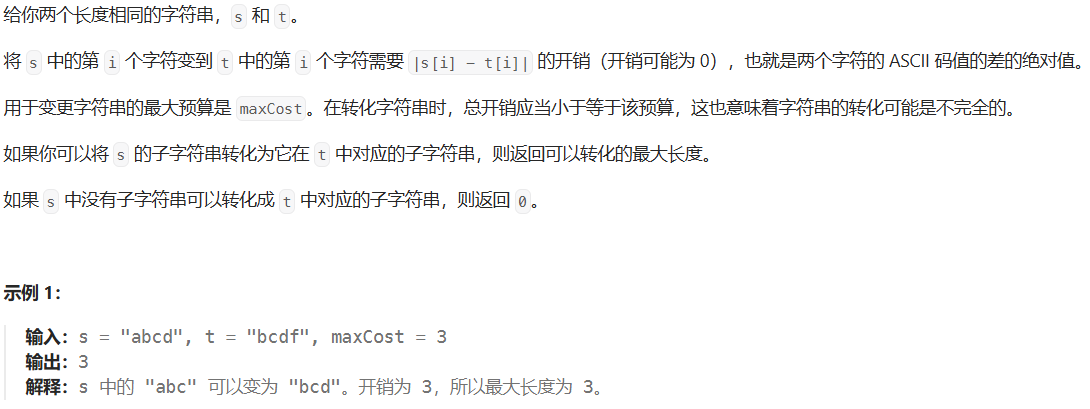 给你两个长度相同的字符串，s 和 t。
将 s 中的第 i 个字符变到 t 中的第 i 个字符需要 |s[i] - t[i]| 的开销（开销可能为 0），也就是两个字符的 ASCII 码值的差的绝对值。
用于变更字符串的最大预算是 maxCost。在转化字符串时，总开销应当小于等于该预算，这也意味着字符串的转化可能是不完全的。
如果你可以将 s 的子字符串转化为它在 t 中对应的子字符串，则返回可以转化的最大长度。
如果 s 中没有子字符串可以转化成 t 中对应的子字符串，则返回 0。
示例 1：
输入：s = "abcd", t = "bcdf", maxCost = 3
输出：3
解释：s 中的 "abc" 可以变为 "bcd"。开销为 3，所以最大长度为 3。